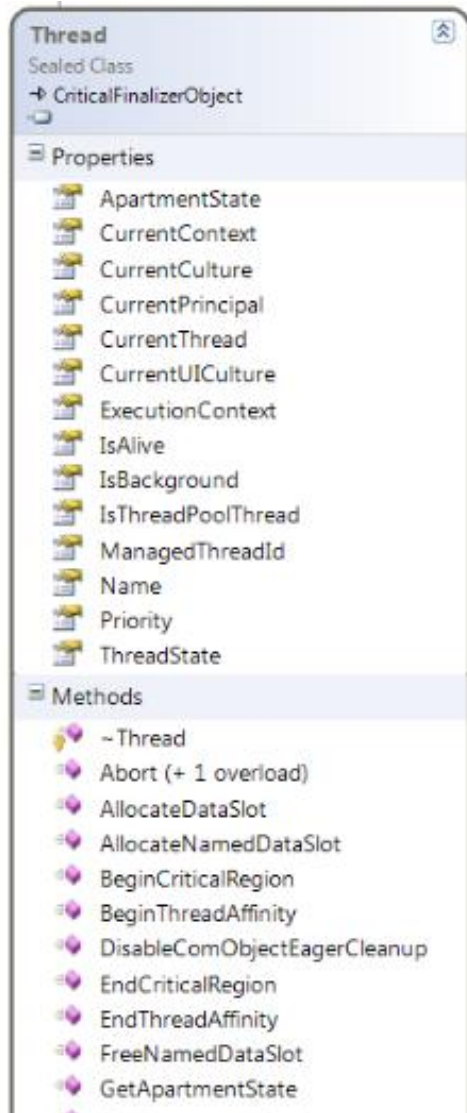 Thread
Sealed Class
CriticalFinalizerObject
Properties
ApartmentState
CurrentContext
CurrentCulture
CurrentPrincipal
CurrentThread
CurrentUICulture
ExecutionContext
IsAlive
IsBackground
IsThreadPoolThread
ManagedThreadId
Name
Priority
ThreadState
Methods
~Thread
Abort (+ 1 overload)
AllocateDataSlot
AllocateNamedDataSlot
BeginCriticalRegion
BeginThreadAffinity
DisableComObjectEagerCleanup
EndCriticalRegion
EndThreadAffinity
FreeNamedDataSlot
GetApartmentState